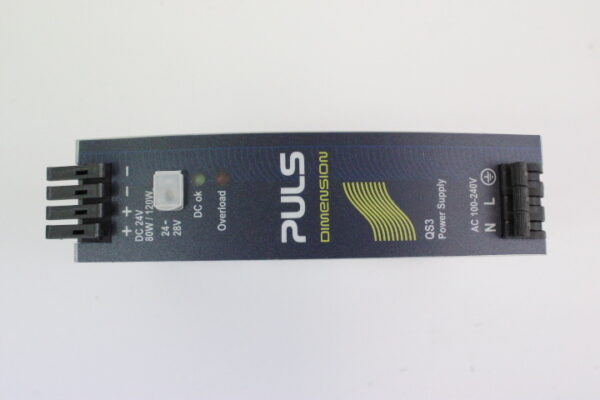 + + − −
DC 24V
80W / 120W
24-
28V
DC ok
Overload
PULS
DIMENSION
QS3
Power Supply
AC 100-240V
N L